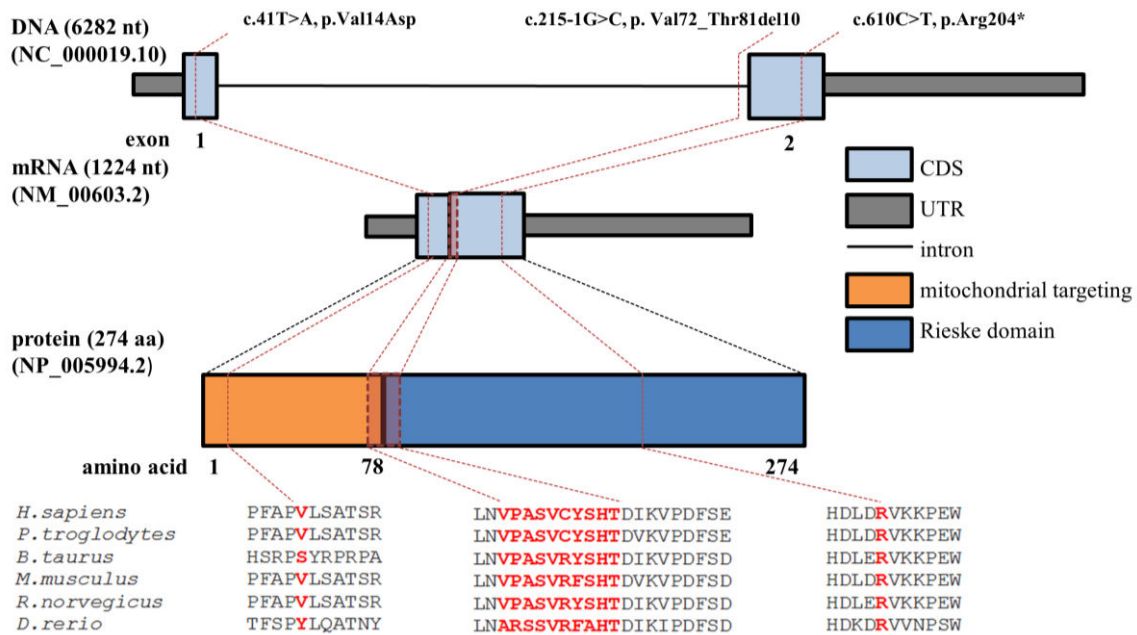 DNA (6282 nt)
(NC_000019.10)
c.41T>A, p.Val14Asp
c.215-1G>C, p. Val72_Thr81del10
c.610C>T, p.Arg204*
exon 1 2
mRNA (1224 nt)
(NM_00603.2)
CDS
UTR
intron
mitochondrial targeting
Rieske domain
protein (274 aa)
(NP_005994.2)
amino acid 1 78 274
H.sapiens PFAPVLSATSR LNVPASVCYSHTDIKVPDFSE HDLDRVKKPEW
P.troglodytes PFAPVLSATSR LNVPASVCYSHTDVKVPDFSE HDLDRVKKPEW
B.taurus HSRPSYRPRPA LNVPASVRYSHTDIKVPDFSD HDLERVKKPEW
M.musculus PFAPVLSATSR LNVPASVRFSHTDVKVPDFSD HDLDRVKKPEW
R.norvegicus PFAPVLSATSR LNVPASVRYSHTDIKVPDFSD HDLERVKKPEW
D.rerio TFSPYLQATNY LNARSSVRFAHTDIKIPDFSD HDKDRVVNPSW